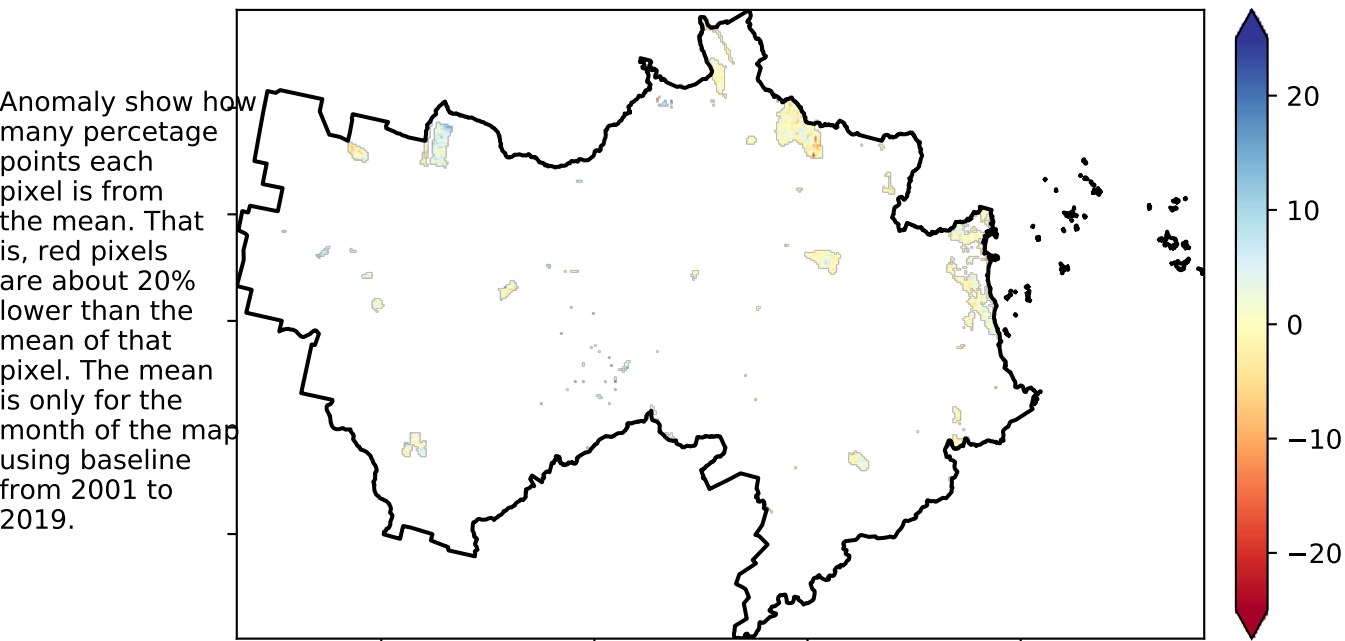 Anomaly show how
many percetage
points each
pixel is from
the mean. That
is, red pixels
are about 20%
lower than the
mean of that
pixel. The mean
is only for the
month of the map
using baseline
from 2001 to
2019.
20
10
0
−10
−20